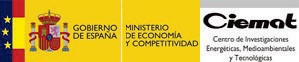 GOBIERNO
DE ESPAÑA
MINISTERIO
DE ECONOMÍA
Y COMPETITIVIDAD
Ciemat
Centro de Investigaciones
Energéticas, Medioambientales
y Tecnológicas